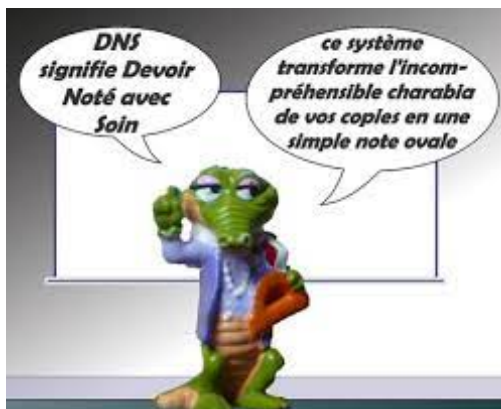 DNS
signifie Devoir
Noté avec
Soin
ce système
transforme l'incom-
préhensible charabia
de vos copies en une
simple note ovale